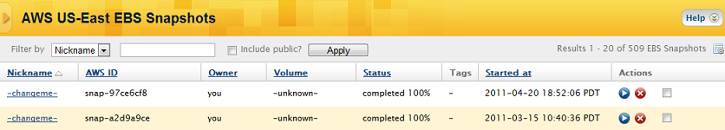 AWS US-East EBS Snapshots
Help
Filter by Nickname Include public? Apply Results 1 - 20 of 509 EBS Snapshots
Nickname AWS ID Owner Volume Status Tags Started at Actions
-changeme- snap-97ce6cf8 you -unknown- completed 100% - 2011-04-20 18:52:06 PDT
-changeme- snap-a2d9a9ce you -unknown- completed 100% - 2011-03-15 10:40:36 PDT